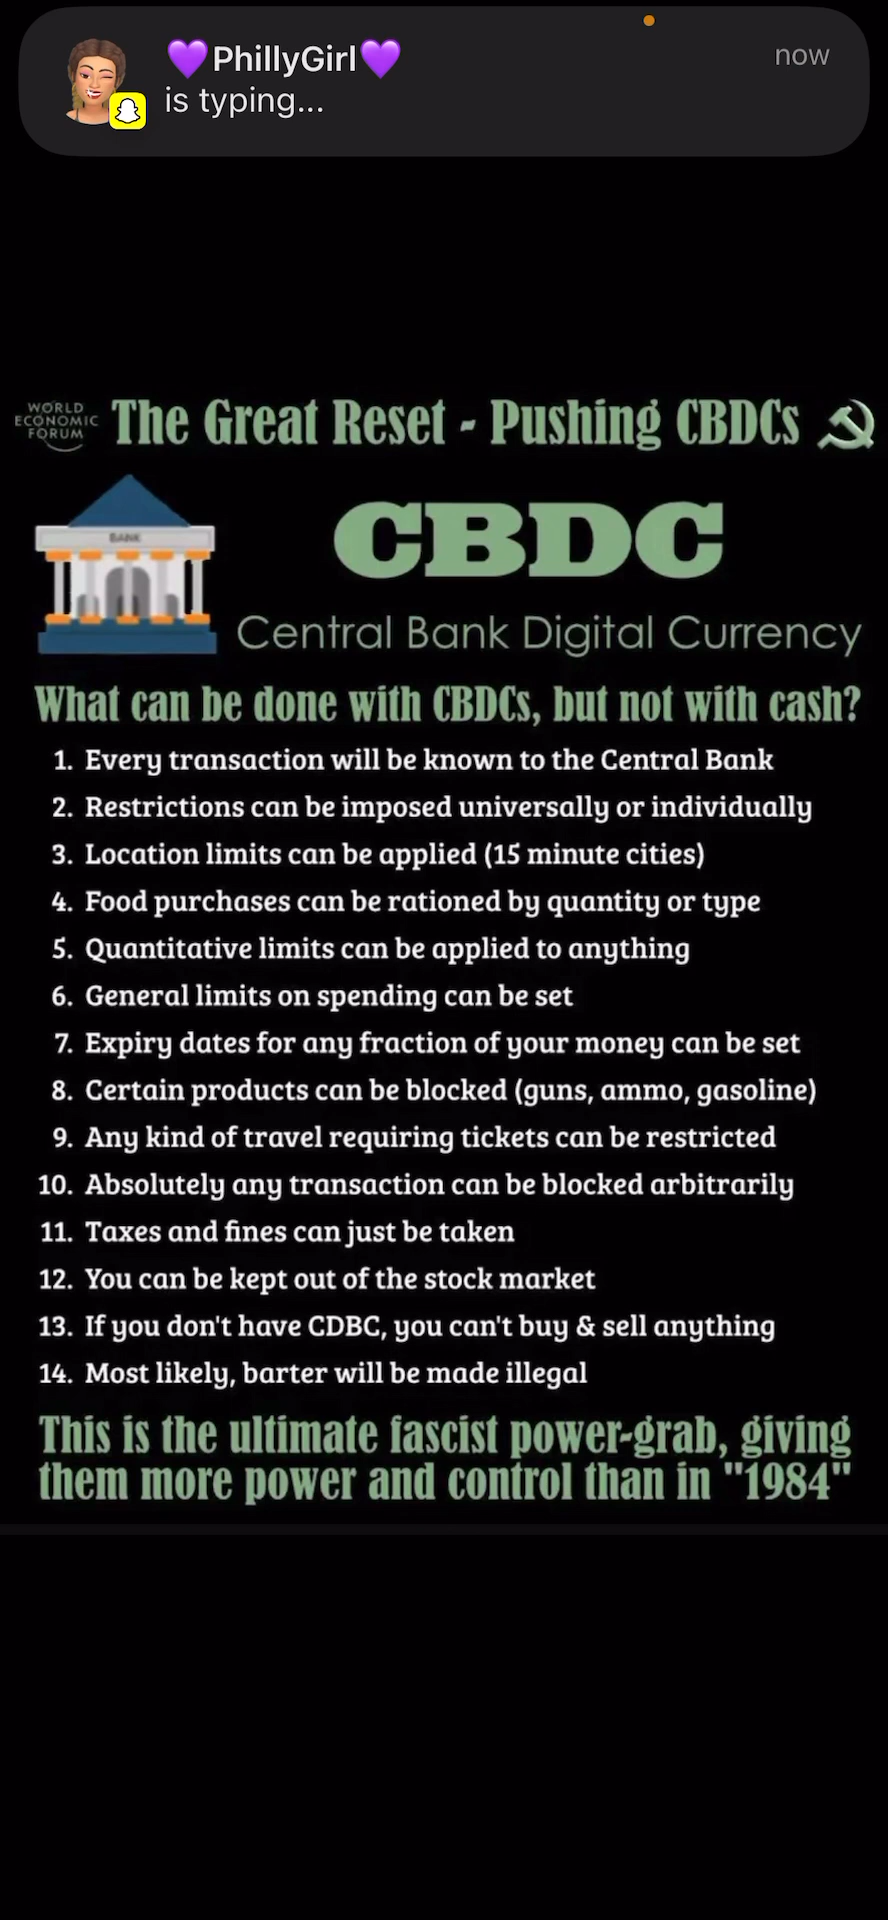 💜PhillyGirl💜
now
is typing...
WORLD
ECONOMIC
FORUM
The Great Reset - Pushing CBDCs
BANK
CBDC
Central Bank Digital Currency
What can be done with CBDCs, but not with cash?
1. Every transaction will be known to the Central Bank
2. Restrictions can be imposed universally or individually
3. Location limits can be applied (15 minute cities)
4. Food purchases can be rationed by quantity or type
5. Quantitative limits can be applied to anything
6. General limits on spending can be set
7. Expiry dates for any fraction of your money can be set
8. Certain products can be blocked (guns, ammo, gasoline)
9. Any kind of travel requiring tickets can be restricted
10. Absolutely any transaction can be blocked arbitrarily
11. Taxes and fines can just be taken
12. You can be kept out of the stock market
13. If you don't have CDBC, you can't buy & sell anything
14. Most likely, barter will be made illegal
This is the ultimate fascist power-grab, giving
them more power and control than in "1984"